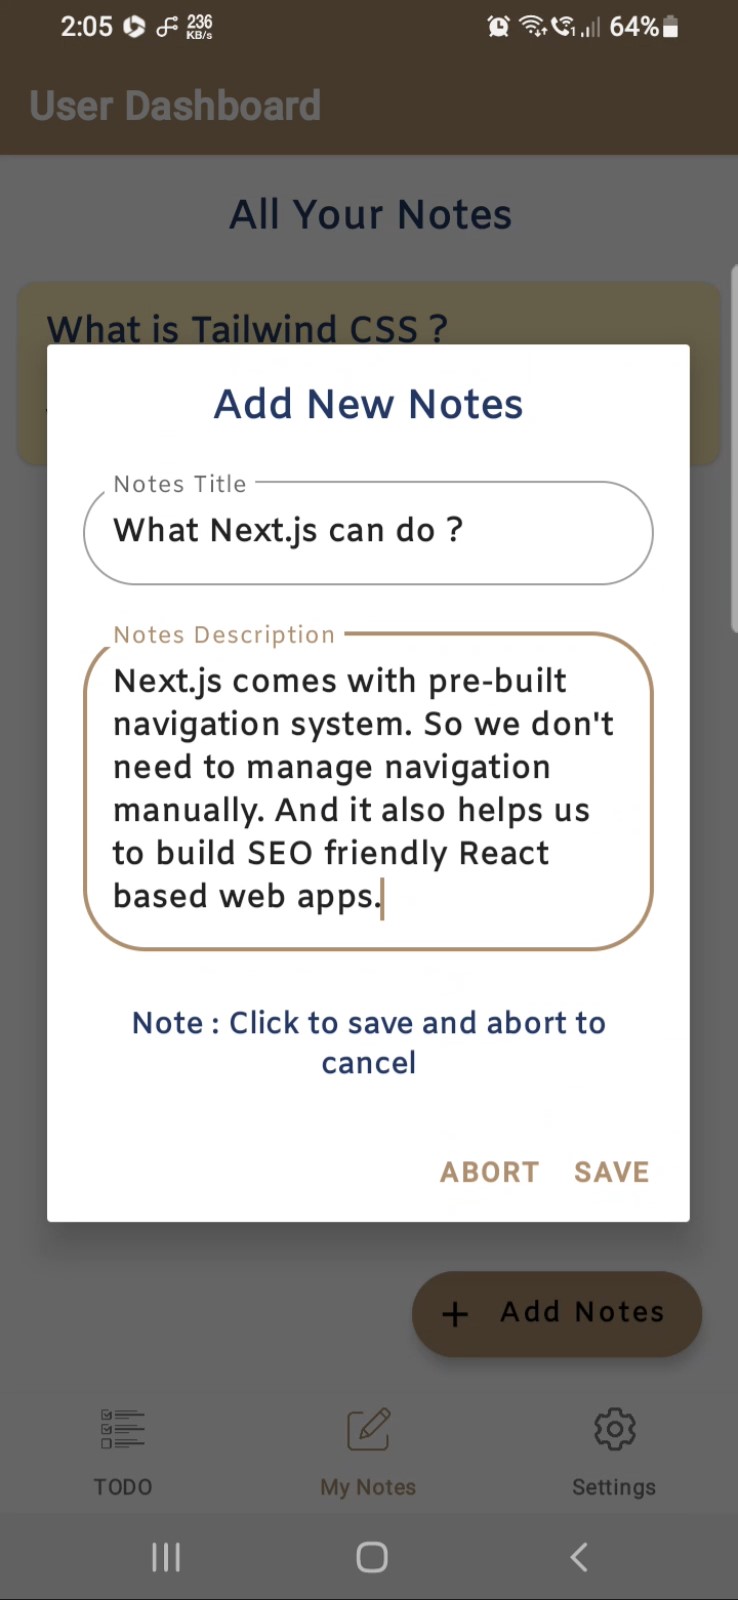 2:05 236 KB/s 64%
User Dashboard
All Your Notes
What is Tailwind CSS ?
Add New Notes
Notes Title
What Next.js can do ?
Notes Description
Next.js comes with pre-built
navigation system. So we don't
need to manage navigation
manually. And it also helps us
to build SEO friendly React
based web apps.
Note : Click to save and abort to
cancel
ABORT SAVE
+ Add Notes
TODO My Notes Settings